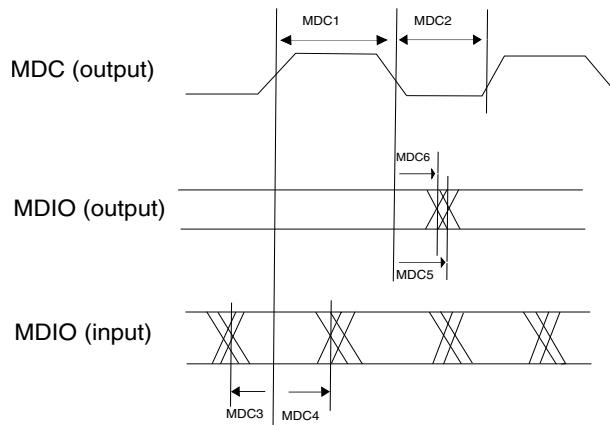 MDC1
MDC2
MDC (output)
MDC6
MDIO (output)
MDC5
MDIO (input)
MDC3
MDC4